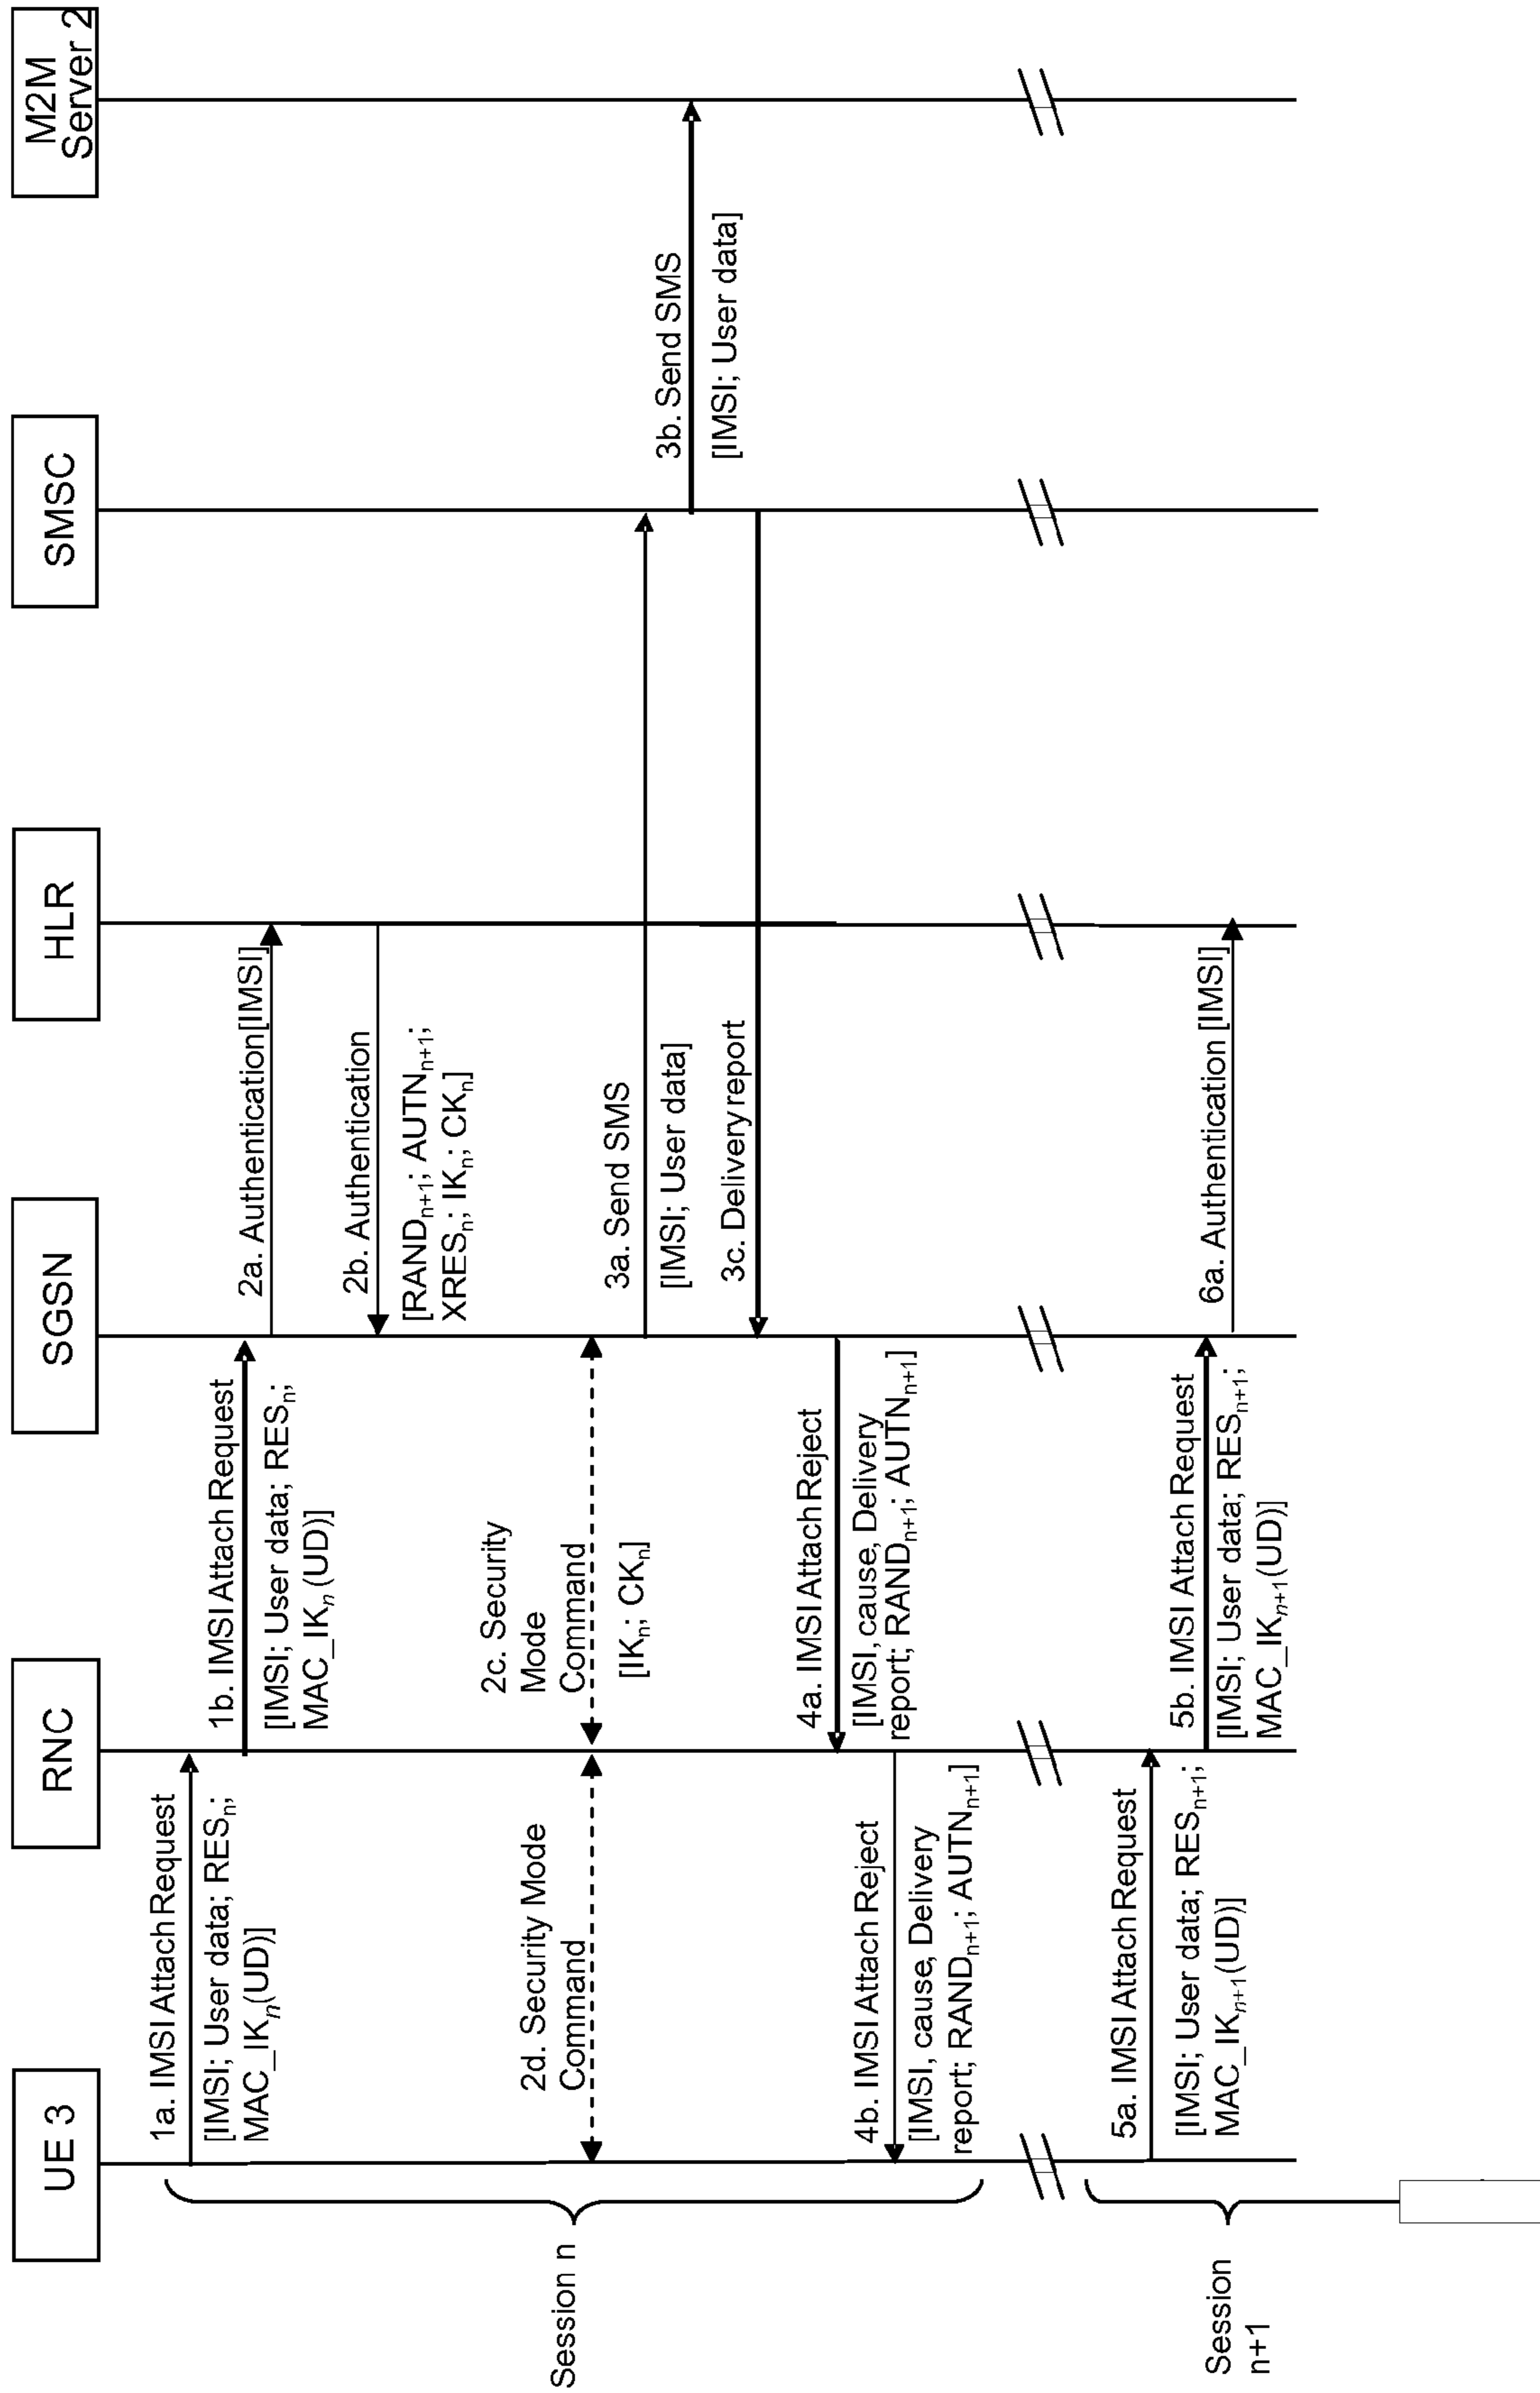 UE 3
RNC
SGSN
HLR
SMSC
M2M
Server 2
1a. IMSI Attach Request
[IMSI; User data; RESₙ;
MAC_IKₙ(UD)]
1b. IMSI Attach Request
[IMSI; User data; RESₙ;
MAC_IKₙ (UD)]
2a. Authentication[IMSI]
2b. Authentication
[RANDₙ₊₁; AUTNₙ₊₁;
XRESₙ; IKₙ; CKₙ]
2c. Security
Mode
Command
[IKₙ; CKₙ]
2d. Security Mode
Command
3a. Send SMS
[IMSI; User data]
3b. Send SMS
[IMSI; User data]
3c. Delivery report
4a. IMSI Attach Reject
[IMSI, cause, Delivery
report; RANDₙ₊₁; AUTNₙ₊₁]
4b. IMSI Attach Reject
[IMSI, cause, Delivery
report; RANDₙ₊₁; AUTNₙ₊₁]
Session n
5a. IMSI Attach Request
[IMSI; User data; RESₙ₊₁;
MAC_IKₙ₊₁(UD)]
5b. IMSI Attach Request
[IMSI; User data; RESₙ₊₁;
MAC_IKₙ₊₁(UD)]
6a. Authentication [IMSI]
Session
n+1